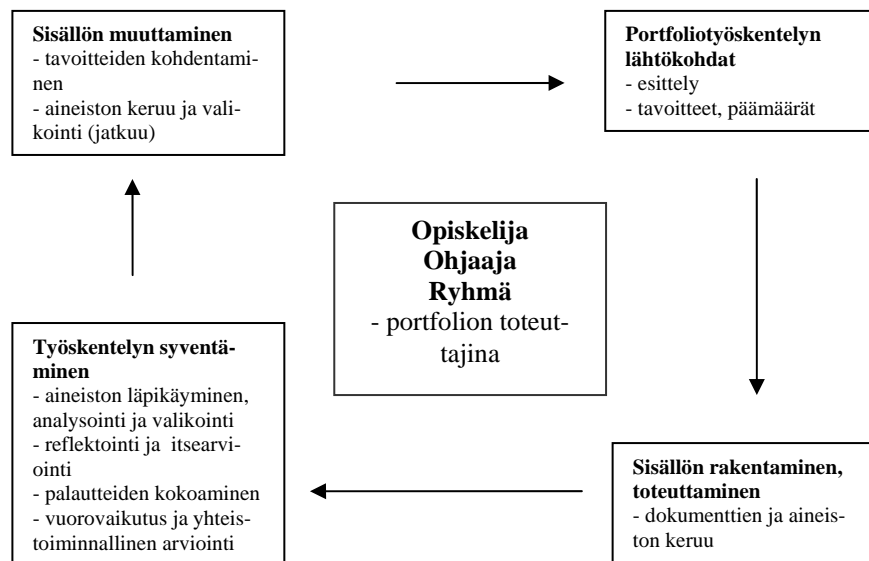 Sisällön muuttaminen
- tavoitteiden kohdentami-
nen
- aineiston keruu ja vali-
kointi (jatkuu)
Portfoliotyöskentelyn
lähtökohdat
- esittely
- tavoitteet, päämäärät
Opiskelija
Ohjaaja
Ryhmä
- portfolion toteut-
tajina
Työskentelyn syventä-
minen
- aineiston läpikäyminen,
analysointi ja valikointi
- reflektointi ja itsearvi-
ointi
- palautteiden kokoaminen
- vuorovaikutus ja yhteis-
toiminnallinen arviointi
Sisällön rakentaminen,
toteuttaminen
- dokumenttien ja aineis-
ton keruu